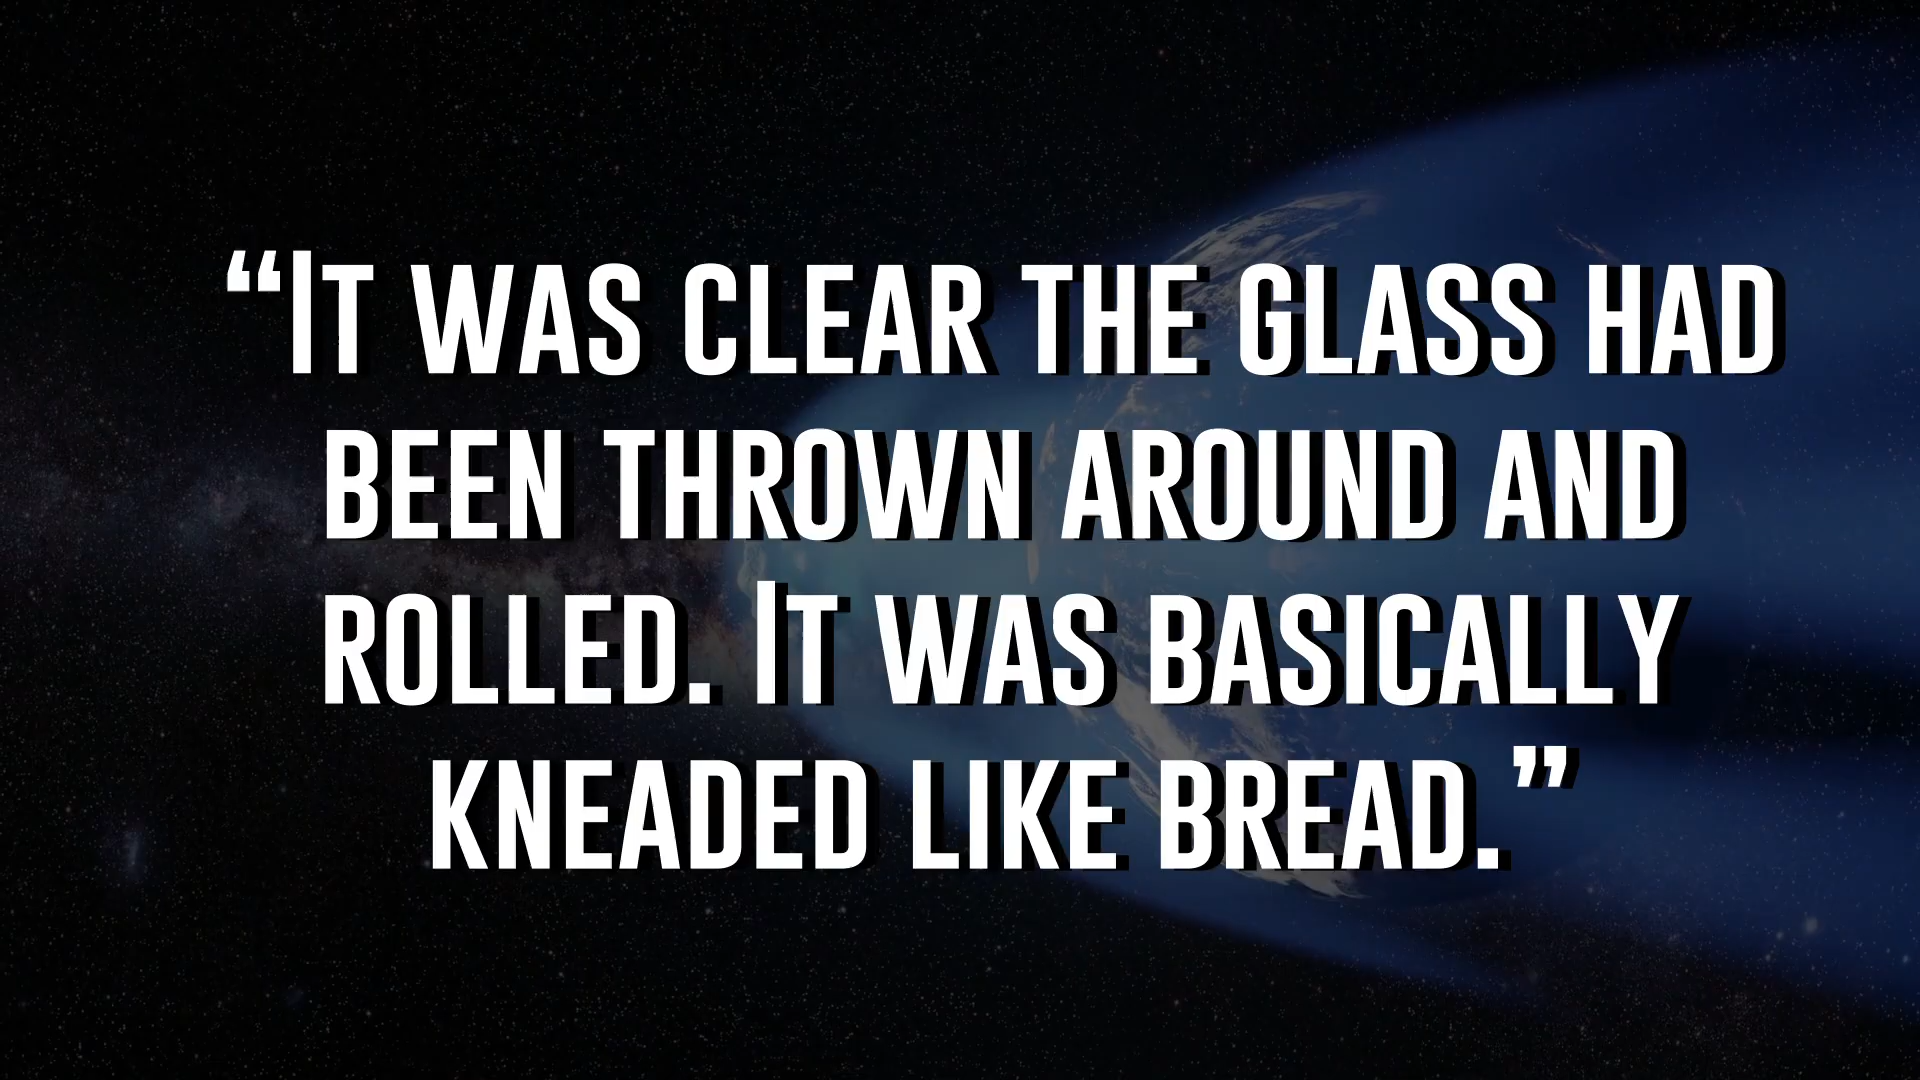 “It was clear the glass had
been thrown around and
rolled. It was basically
kneaded like bread.”